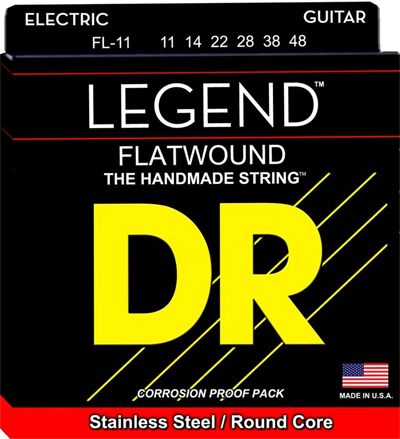 ELECTRIC GUITAR
FL-11 11 14 22 28 38 48
LEGEND™
FLATWOUND
THE HANDMADE STRING™
DR
MADE IN U.S.A.
CORROSION PROOF PACK
Stainless Steel / Round Core